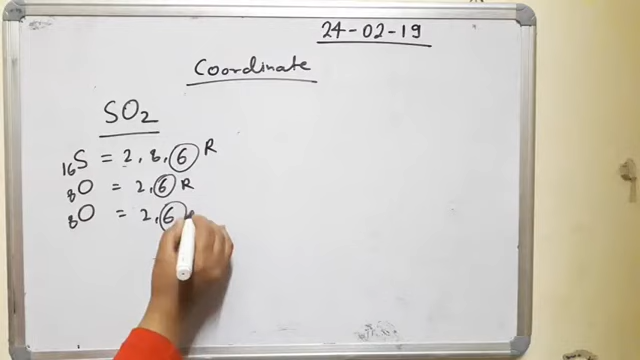 24-02-19
Coordinate
SO₂
₁₆S = 2, 8, 6 R
₈O = 2, 6 R
₈O = 2, 6